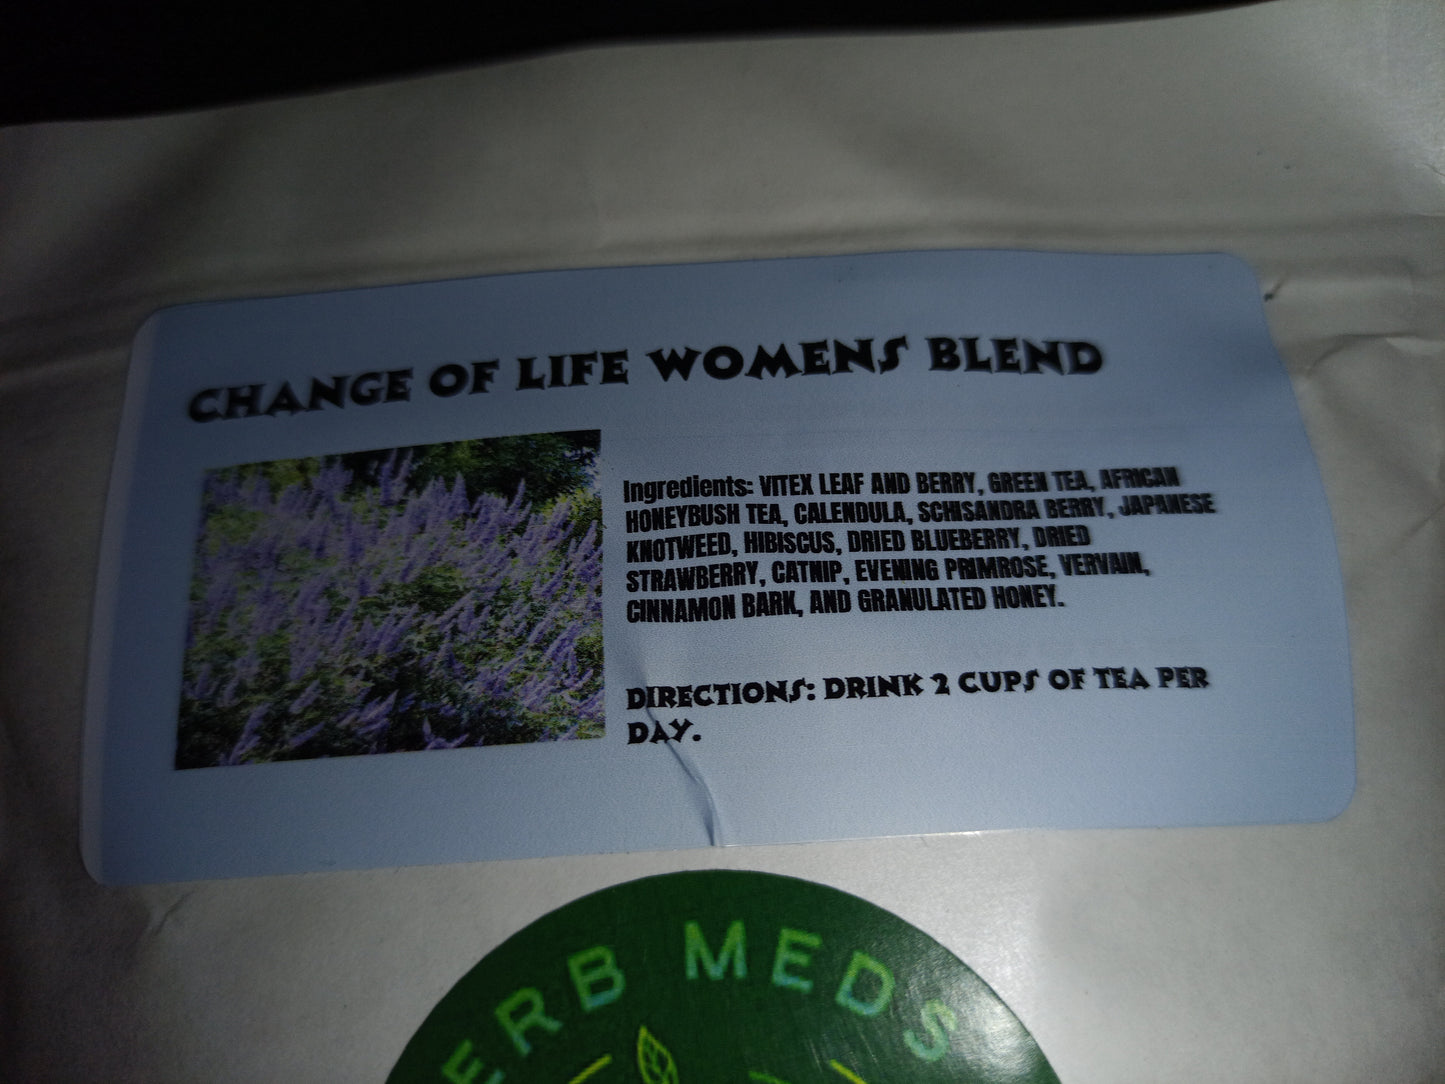 CHANGE OF LIFE WOMENS BLEND
Ingredients: VITEX LEAF AND BERRY, GREEN TEA, AFRICAN
HONEYBUSH TEA, CALENDULA, SCHISANDRA BERRY, JAPANESE
KNOTWEED, HIBISCUS, DRIED BLUEBERRY, DRIED
STRAWBERRY, CATNIP, EVENING PRIMROSE, VERVAIN,
CINNAMON BARK, AND GRANULATED HONEY.
DIRECTIONS: DRINK 2 CUPS OF TEA PER
DAY.
ERB MEDS